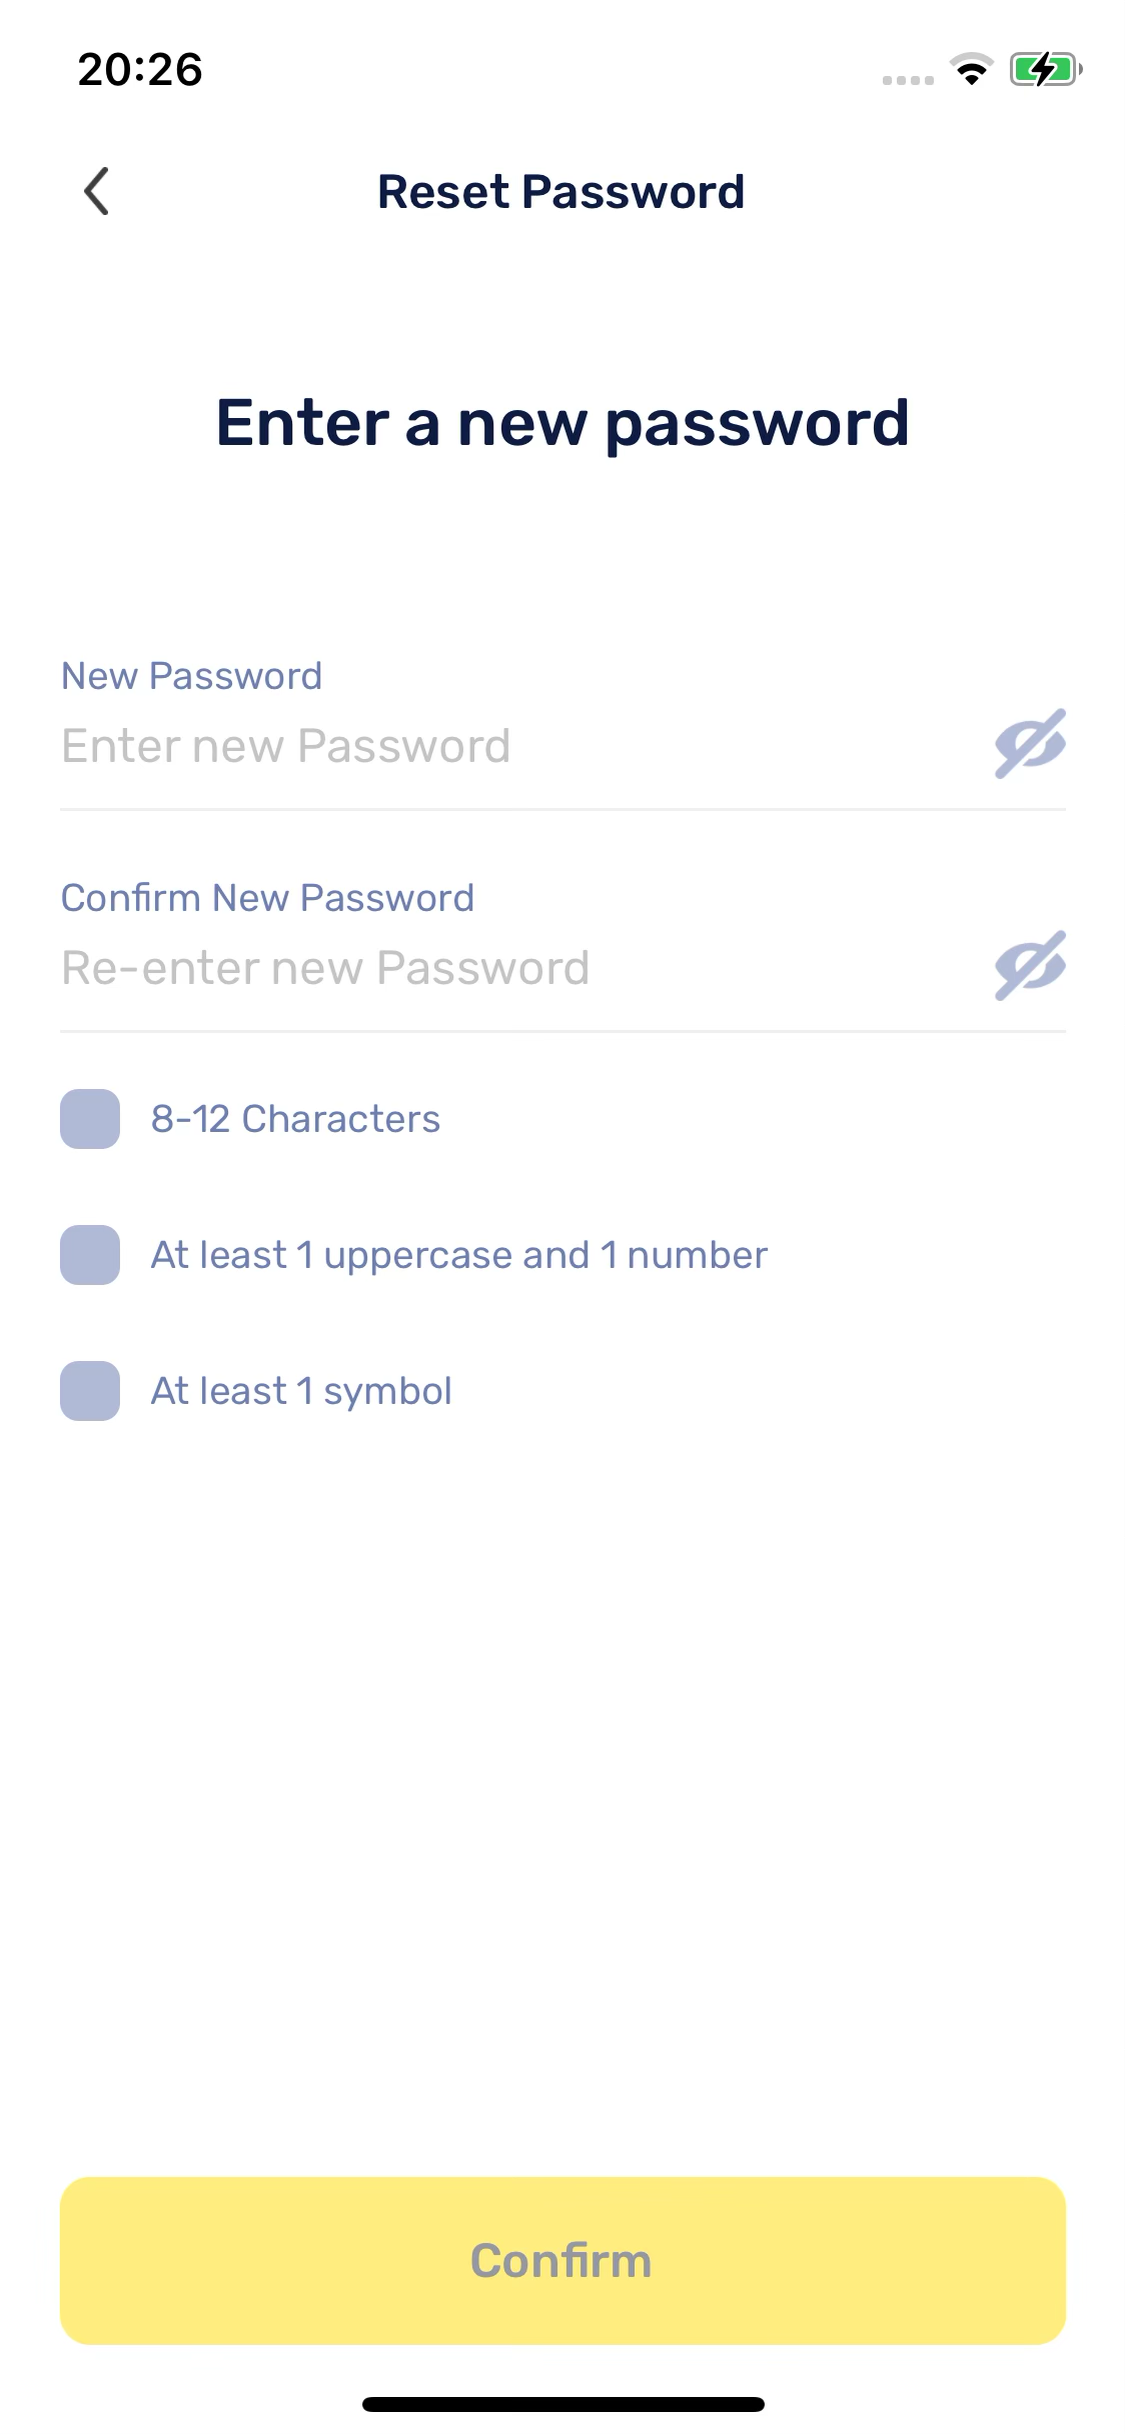 20:26
Reset Password
Enter a new password
New Password
Enter new Password
Confirm New Password
Re-enter new Password
8-12 Characters
At least 1 uppercase and 1 number
At least 1 symbol
Confirm